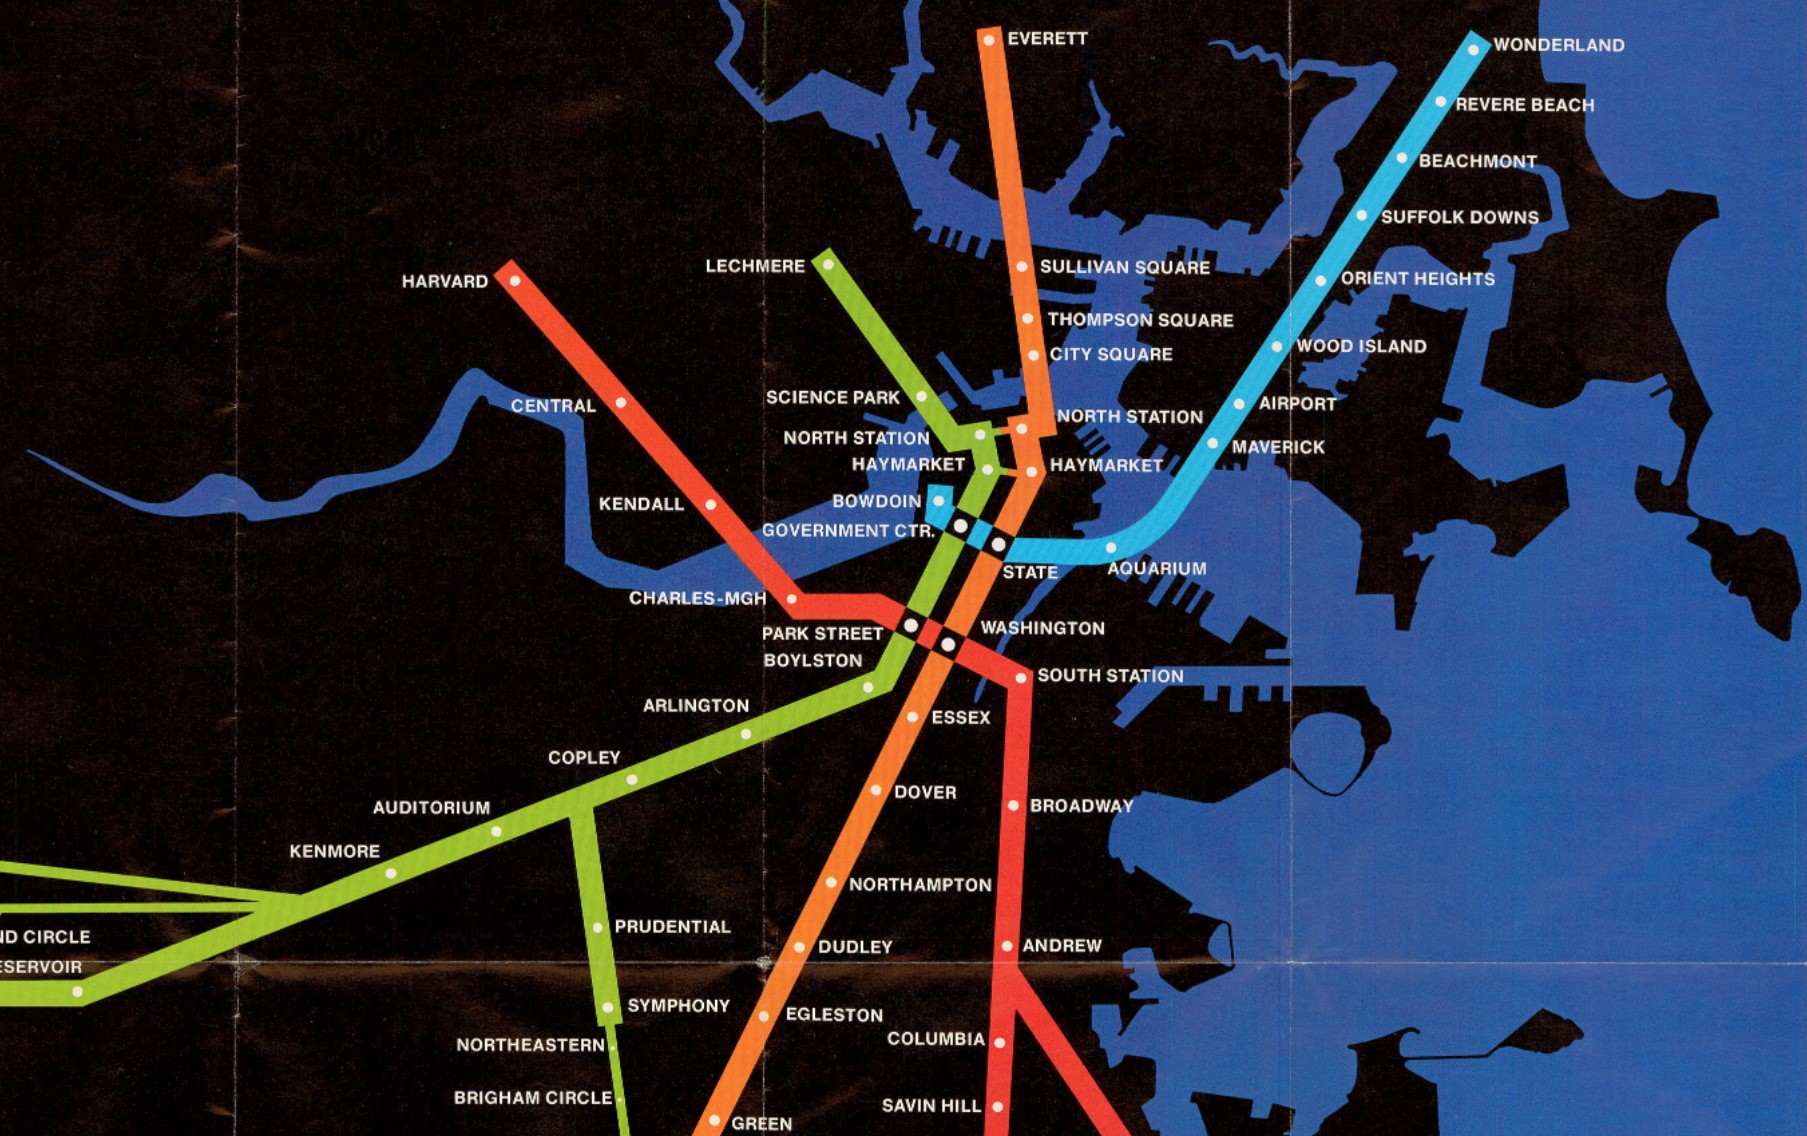 EVERETT
WONDERLAND
REVERE BEACH
BEACHMONT
SUFFOLK DOWNS
HARVARD
LECHMERE
SULLIVAN SQUARE
ORIENT HEIGHTS
THOMPSON SQUARE
CITY SQUARE
WOOD ISLAND
CENTRAL
SCIENCE PARK
NORTH STATION
AIRPORT
NORTH STATION
MAVERICK
HAYMARKET
HAYMARKET
KENDALL
BOWDOIN
GOVERNMENT CTR.
STATE
AQUARIUM
CHARLES-MGH
PARK STREET
WASHINGTON
BOYLSTON
SOUTH STATION
ARLINGTON
ESSEX
COPLEY
DOVER
AUDITORIUM
BROADWAY
KENMORE
NORTHAMPTON
PRUDENTIAL
ND CIRCLE
DUDLEY
ANDREW
ESERVOIR
SYMPHONY
EGLESTON
NORTHEASTERN
COLUMBIA
BRIGHAM CIRCLE
SAVIN HILL
GREEN